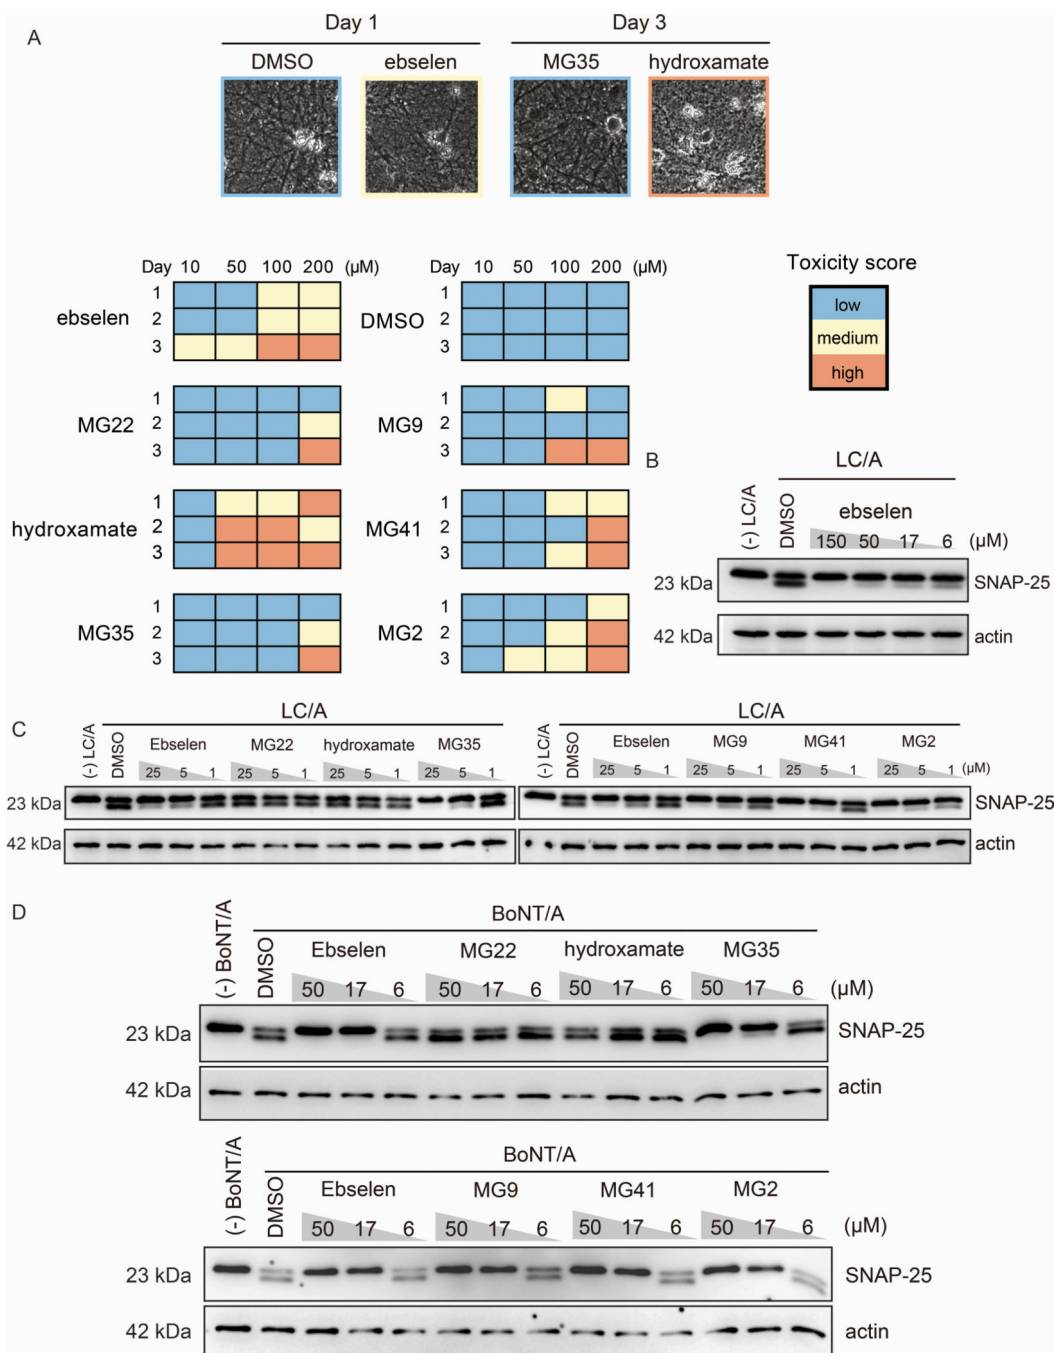 A
Day 1
Day 3
DMSO
ebselen
MG35
hydroxamate
Day 10 50 100 200 (μM)
ebselen
1
2
3
Day 10 50 100 200 (μM)
DMSO
1
2
3
Toxicity score
low
medium
high
MG22
1
2
3
MG9
1
2
3
hydroxamate
1
2
3
MG41
1
2
3
MG35
1
2
3
MG2
1
2
3
B
LC/A
(-) LC/A
DMSO
ebselen
150 50 17 6 (μM)
23 kDa
SNAP-25
42 kDa
actin
C
LC/A
(-) LC/A
DMSO
Ebselen MG22 hydroxamate MG35
25 5 1 25 5 1 25 5 1 25 5 1
LC/A
(-) LC/A
DMSO
Ebselen MG9 MG41 MG2
25 5 1 25 5 1 25 5 1 25 5 1 (μM)
23 kDa
SNAP-25
42 kDa
actin
D
BoNT/A
(-) BoNT/A
DMSO
Ebselen MG22 hydroxamate MG35
50 17 6 50 17 6 50 17 6 50 17 6 (μM)
23 kDa
SNAP-25
42 kDa
actin
BoNT/A
(-) BoNT/A
DMSO
Ebselen MG9 MG41 MG2
50 17 6 50 17 6 50 17 6 50 17 6 (μM)
23 kDa
SNAP-25
42 kDa
actin